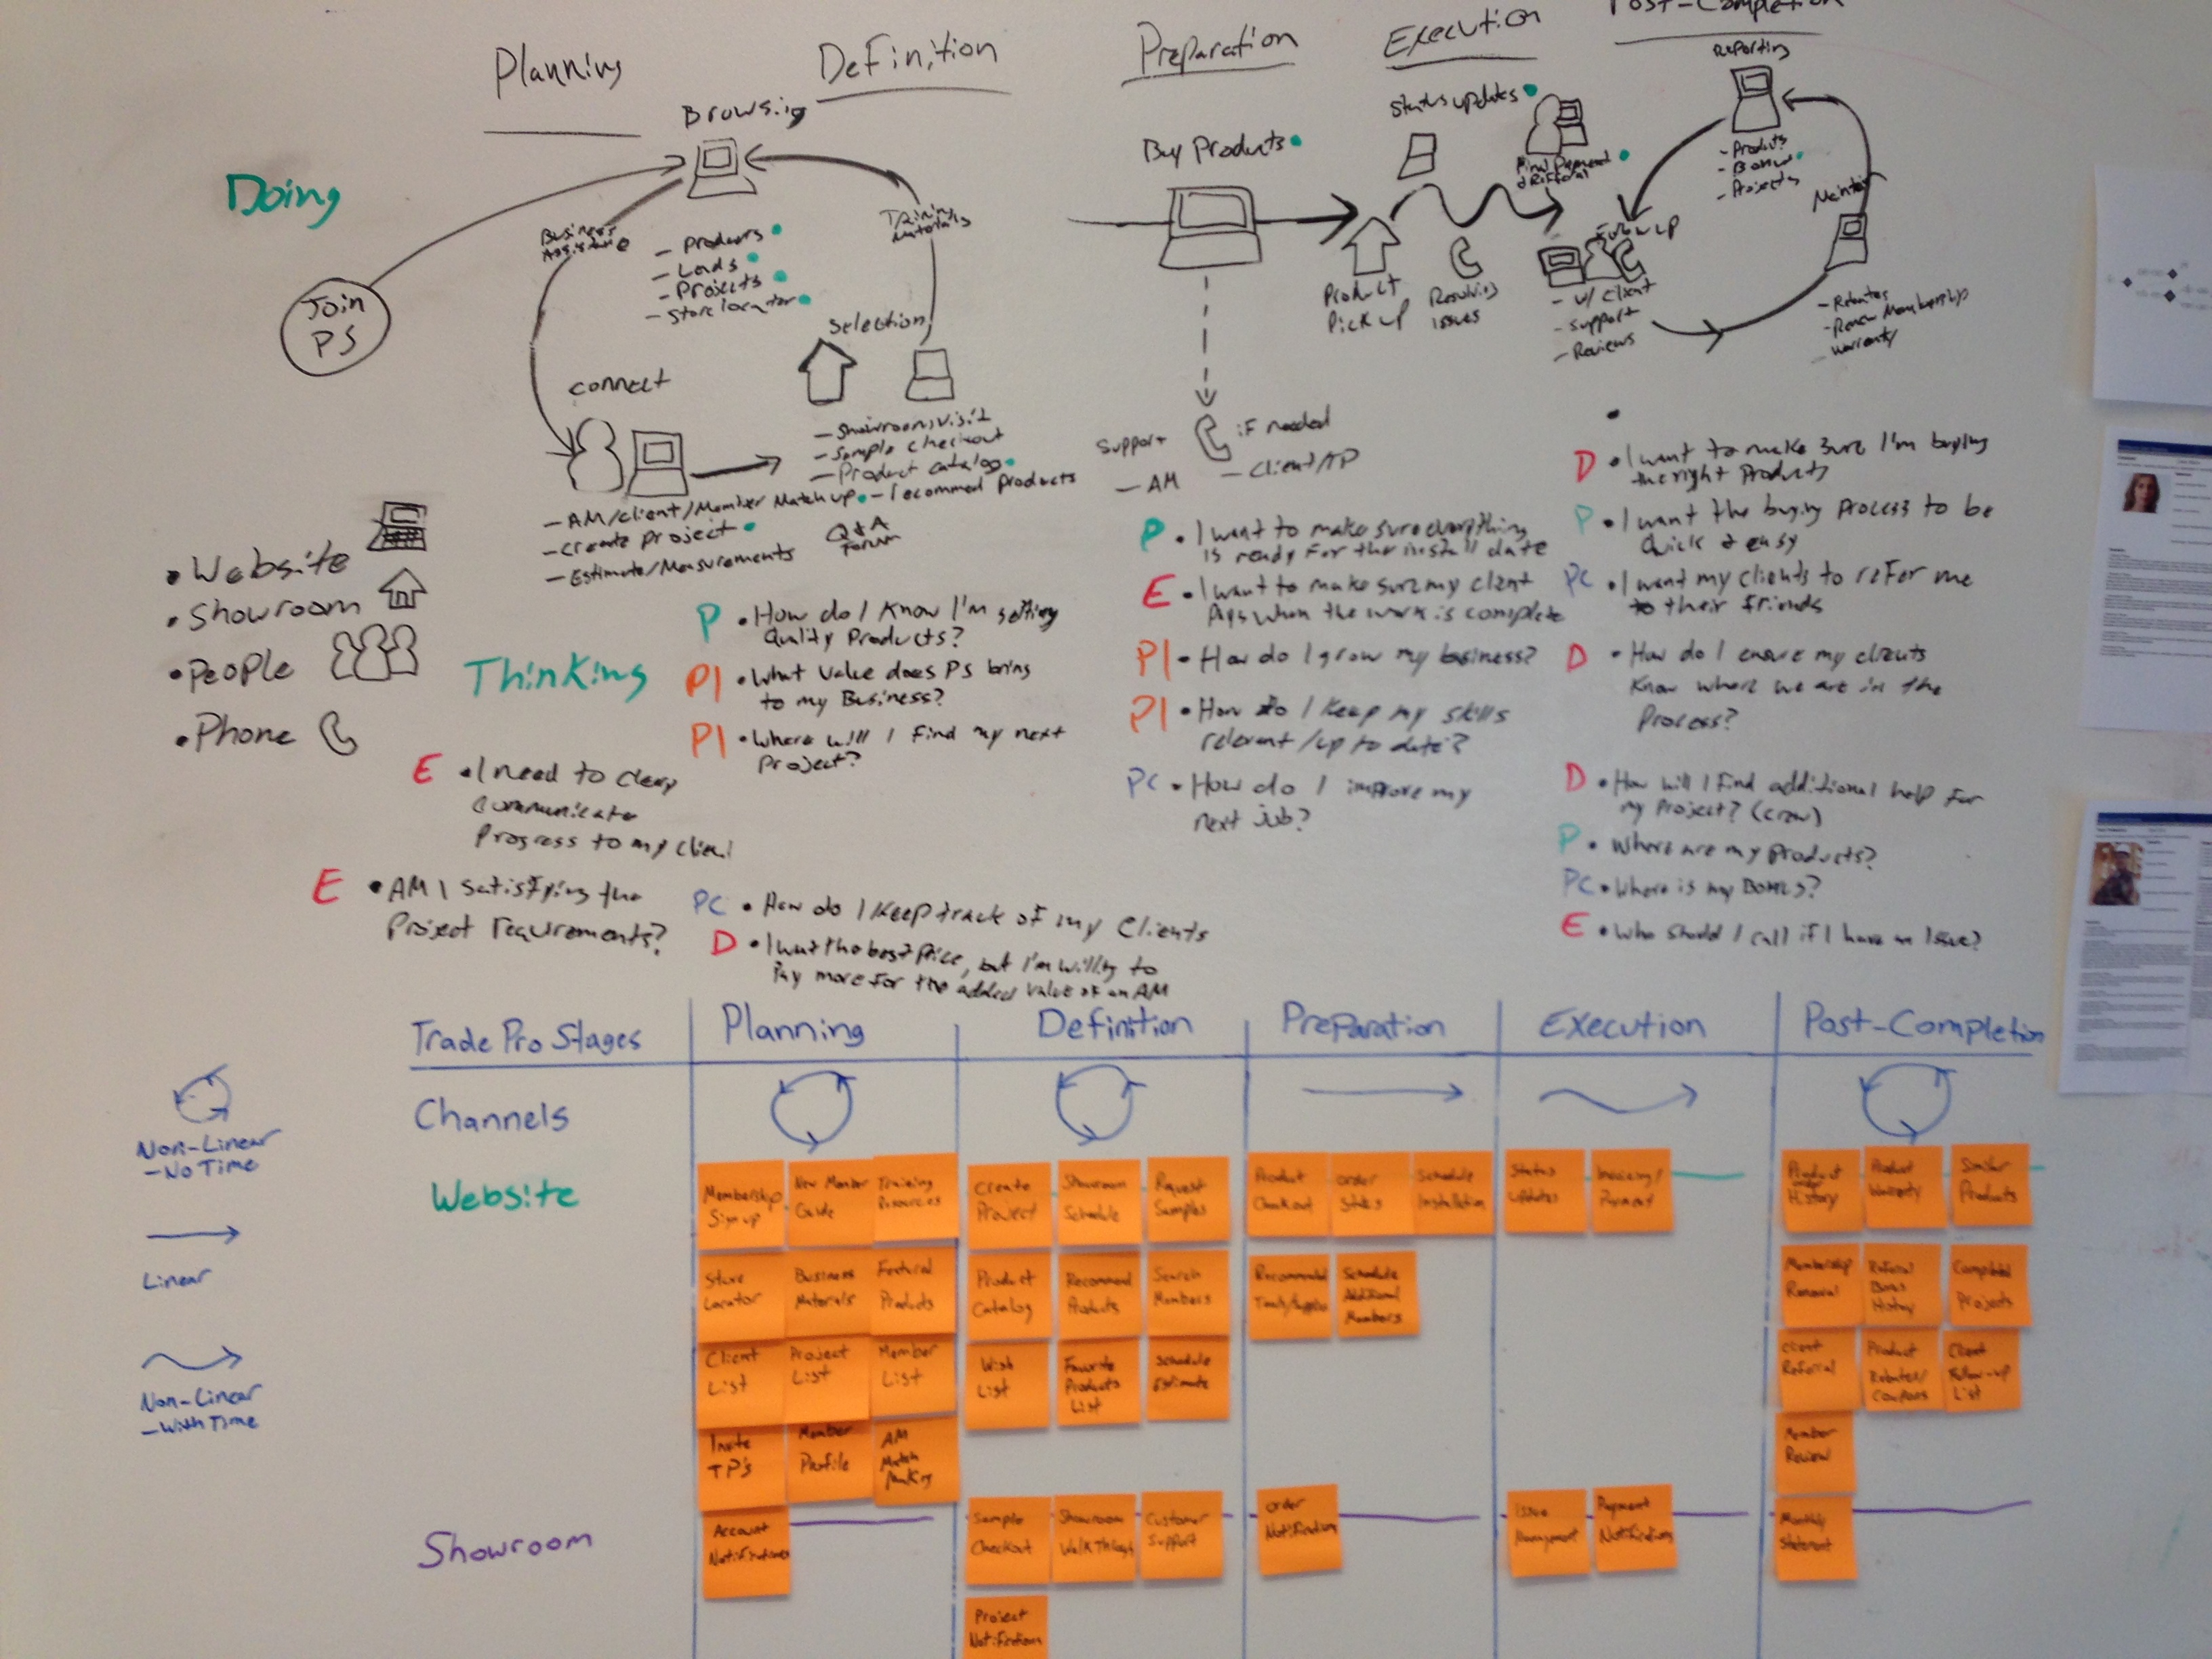 Planning
Definition
Preparation
Execution
Post-Completion
Doing
Browsing
Join
PS
Business
Assistance
- Products
- Leads
- Projects
- Store locator
Training
Materials
Selection
connect
- AM/client/Member Match up
- Create project
- Estimate/Measurements
- Showroom visit
- Sample checkout
- Product catalog
- recommed products
Q & A
Forum
Buy Products
Support
- AM
if needed
- Client/TP
Status updates
Product
Pick up
Resolving
issues
Final Payment
& Referral
Follow up
- w/ client
- support
- Reviews
Reporting
- Products
- Bonus
- Projects
- Rebates
- Renew Membership
- warranty
• Website
• Showroom
• People
• Phone
Thinking
P • How do I know I'm selling
Quality Products?
Pl • What value does PS bring
to my Business?
Pl • Where will I find my next
Project?
E • I need to
communicate
Progress to my client
E • AM I satisfying the
Project requirements?
PC • How do I keep track of my Clients
D • I want the best price, but I'm willing to
Pay more for the added value of an AM
P • I want to make sure everything
is ready for the install date
E • I want to make sure my client
Pays when the work is complete
Pl • How do I grow my business?
Pl • How do I keep my skills
relevant/up to date?
PC • How do I improve my
next job?
D • I want to make sure I'm buying
the right Products
P • I want the buying process to be
Quick & easy
PC • I want my clients to refer me
to their friends
D • How do I ensure my clients
Know where we are in the
Process?
D • How will I find additional help for
my Project? (crew)
P • Where are my products?
PC • Where is my Bonus?
E • Who should I call if I have an Issue?
Trade Pro Stages
Planning
Definition
Preparation
Execution
Post-Completion
Channels
Non-Linear
- No Time
Linear
Non-Linear
- With Time
Website
Membership
Sign up
New Member
Guide
Training
Resources
Create
Project
Showroom
Schedule
Request
Samples
Product
Checkout
Order
Status
Schedule
Installation
Status
Updates
Invoicing/
Payment
Product
order
History
Product
Warranty
Similar
Products
Store
Locator
Business
Materials
Featured
Products
Product
Catalog
Recommend
Products
Search
Members
Recommended
Tools/Supplies
Schedule
Additional
Members
Membership
Renewal
Referral
Bonus
History
Completed
Projects
Client
List
Project
List
Member
List
Wish
List
Favorite
Products
List
Schedule
Estimate
Client
Referral
Product
Rebates/
Coupons
Client
Follow-up
List
Invite
TP's
Member
Profile
AM
Match
Making
Member
Review
Showroom
Account
Notifications
Sample
Checkout
Showroom
Walk Through
Customer
Support
Order
Notification
Issue
Management
Payment
Notifications
Monthly
Statement
Project
Notifications